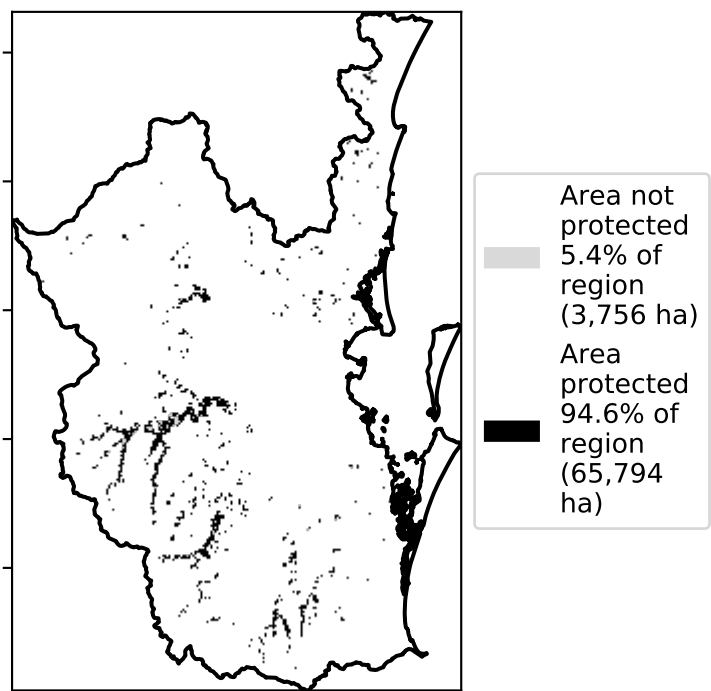 Area not
protected
5.4% of
region
(3,756 ha)
Area
protected
94.6% of
region
(65,794
ha)